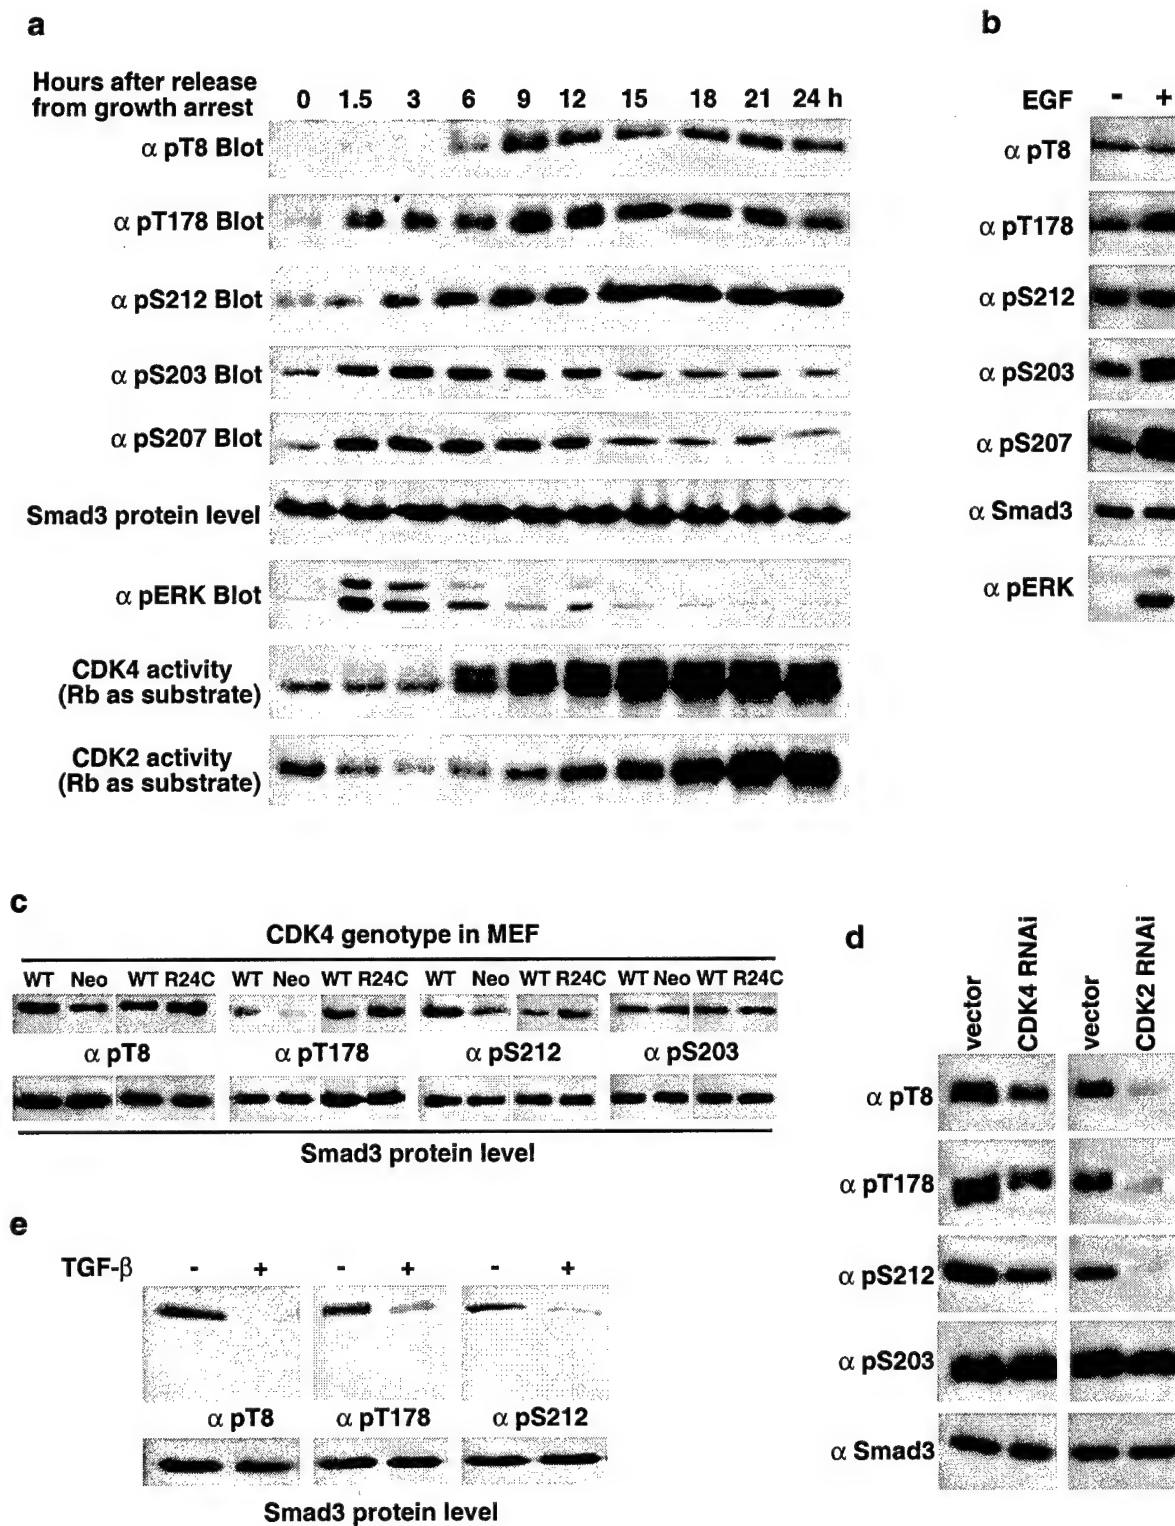 a
Hours after release
from growth arrest
0 1.5 3 6 9 12 15 18 21 24 h
α pT8 Blot
α pT178 Blot
α pS212 Blot
α pS203 Blot
α pS207 Blot
Smad3 protein level
α pERK Blot
CDK4 activity
(Rb as substrate)
CDK2 activity
(Rb as substrate)
b
EGF - +
α pT8
α pT178
α pS212
α pS203
α pS207
α Smad3
α pERK
c
CDK4 genotype in MEF
WT Neo WT R24C WT Neo WT R24C WT Neo WT R24C WT Neo WT R24C
α pT8 α pT178 α pS212 α pS203
Smad3 protein level
d
vector CDK4 RNAi vector CDK2 RNAi
α pT8
α pT178
α pS212
α pS203
α Smad3
e
TGF-β - + - + - +
α pT8 α pT178 α pS212
Smad3 protein level